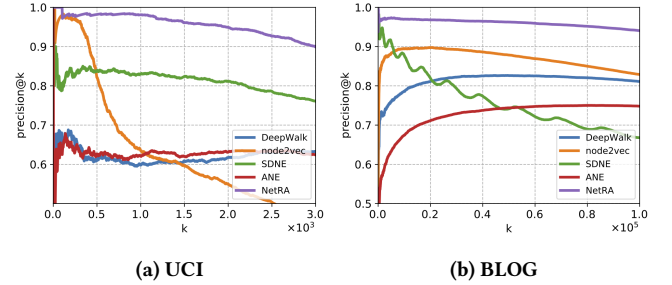 1.0
0.9
0.8
0.7
0.6
precision@k
DeepWalk
node2vec
SDNE
ANE
NetRA
0.0 0.5 1.0 1.5 2.0 2.5 3.0
k
×10³
(a) UCI
1.0
0.9
0.8
0.7
0.6
0.5
precision@k
DeepWalk
node2vec
SDNE
ANE
NetRA
0.0 0.2 0.4 0.6 0.8 1.0
k
×10⁵
(b) BLOG